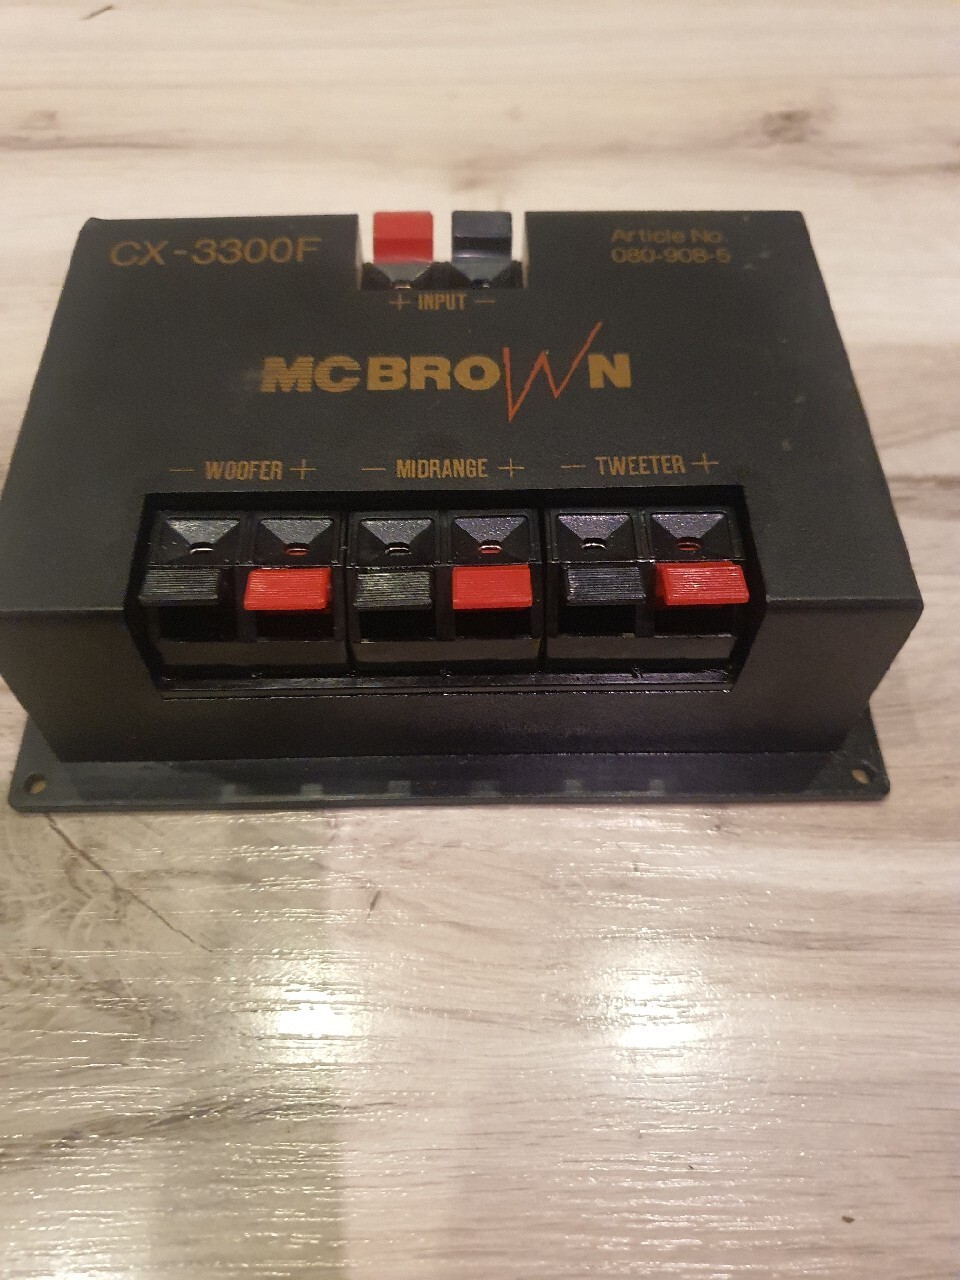 CX-3300F
Article No.
080-908-5
+ INPUT -
MCBROWN
- WOOFER +
- MIDRANGE +
- TWEETER +